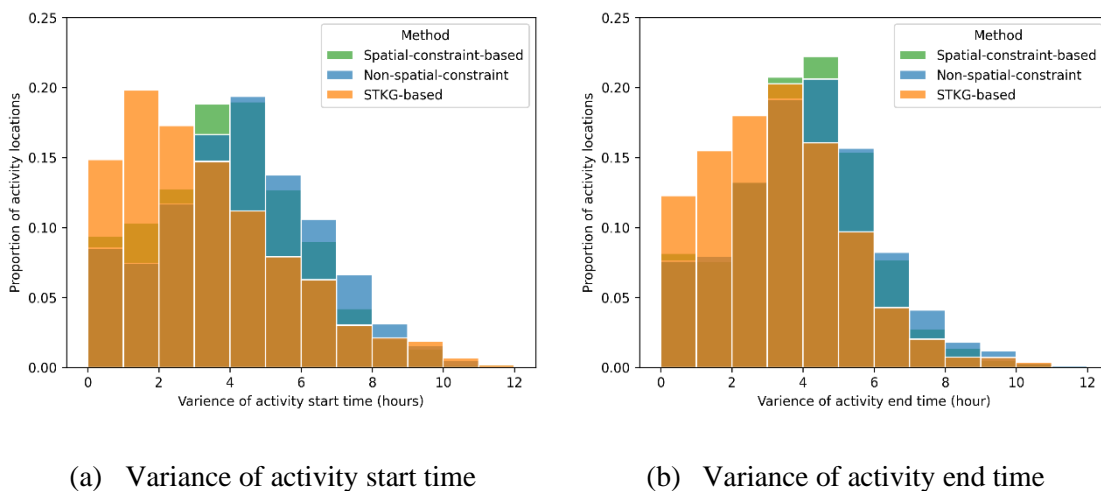 0.25
0.20
0.15
0.10
0.05
0.00
Proportion of activity locations
Method
Spatial-constraint-based
Non-spatial-constraint
STKG-based
0 2 4 6 8 10 12
Varience of activity start time (hours)
(a) Variance of activity start time
0.25
0.20
0.15
0.10
0.05
0.00
Proportion of activity locations
Method
Spatial-constraint-based
Non-spatial-constraint
STKG-based
0 2 4 6 8 10 12
Variance of activity end time (hour)
(b) Variance of activity end time